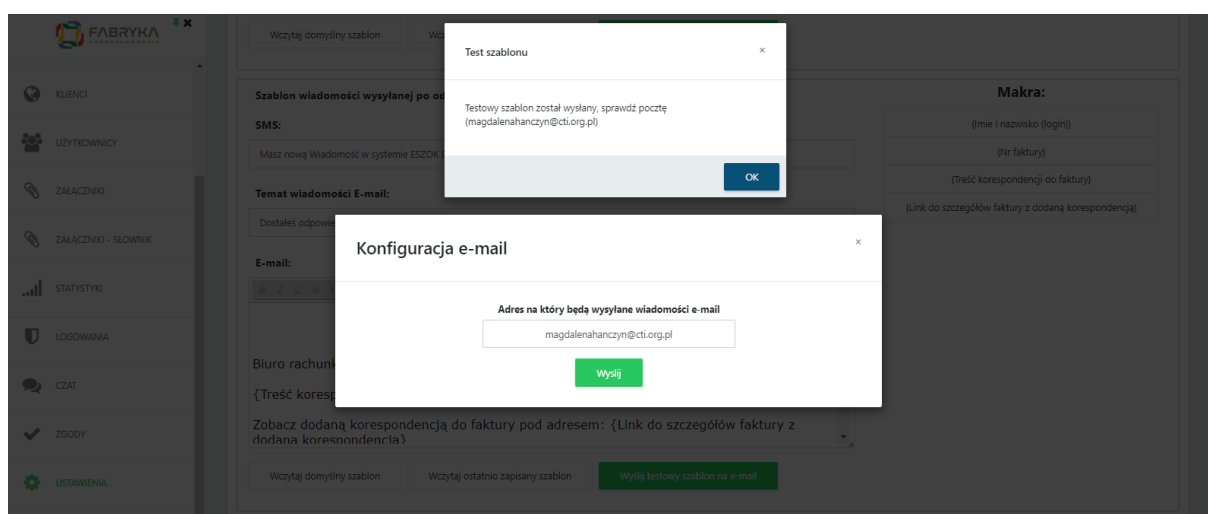 FABRYKA
KLIENCI
UŻYTKOWNICY
ZAŁĄCZNIKI
ZAŁĄCZNIKI - SŁOWNIK
STATYSTYKI
LOGOWANIA
CZAT
ZGODY
USTAWIENIA
Wczytaj domyślny szablon
Test szablonu
×
Testowy szablon został wysłany, sprawdź pocztę
(magdalenahanczyn@cti.org.pl)
OK
Szablon wiadomości wysyłanej po
SMS:
Masz nową Wiadomość w systemie ESZOK
Temat wiadomości E-mail:
Dostałeś
E-mail:
B I U S
Konfiguracja e-mail
×
Adres na który będą wysyłane wiadomości e-mail
magdalenahanczyn@cti.org.pl
Wyslij
Biuro
{Treść
Zobacz dodaną korespondencją do faktury pod adresem: {Link do szczegółów faktury z
dodaną korespondencją}
Wczytaj domyślny szablon
Wczytaj ostatnio zapisany szablon
Wyślij testowy szablon na e-mail
Makra:
{Imie i nazwisko (login)}
{Nr faktury}
{Treść korespondencji do faktury}
{Link do szczegółów faktury z dodaną korespondencją}